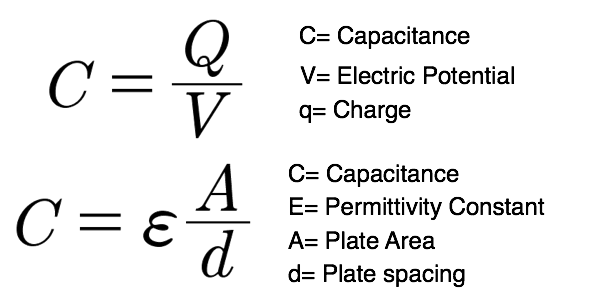 C = Q/V
C= Capacitance
V= Electric Potential
q= Charge
C = ε A/d
C= Capacitance
E= Permittivity Constant
A= Plate Area
d= Plate spacing